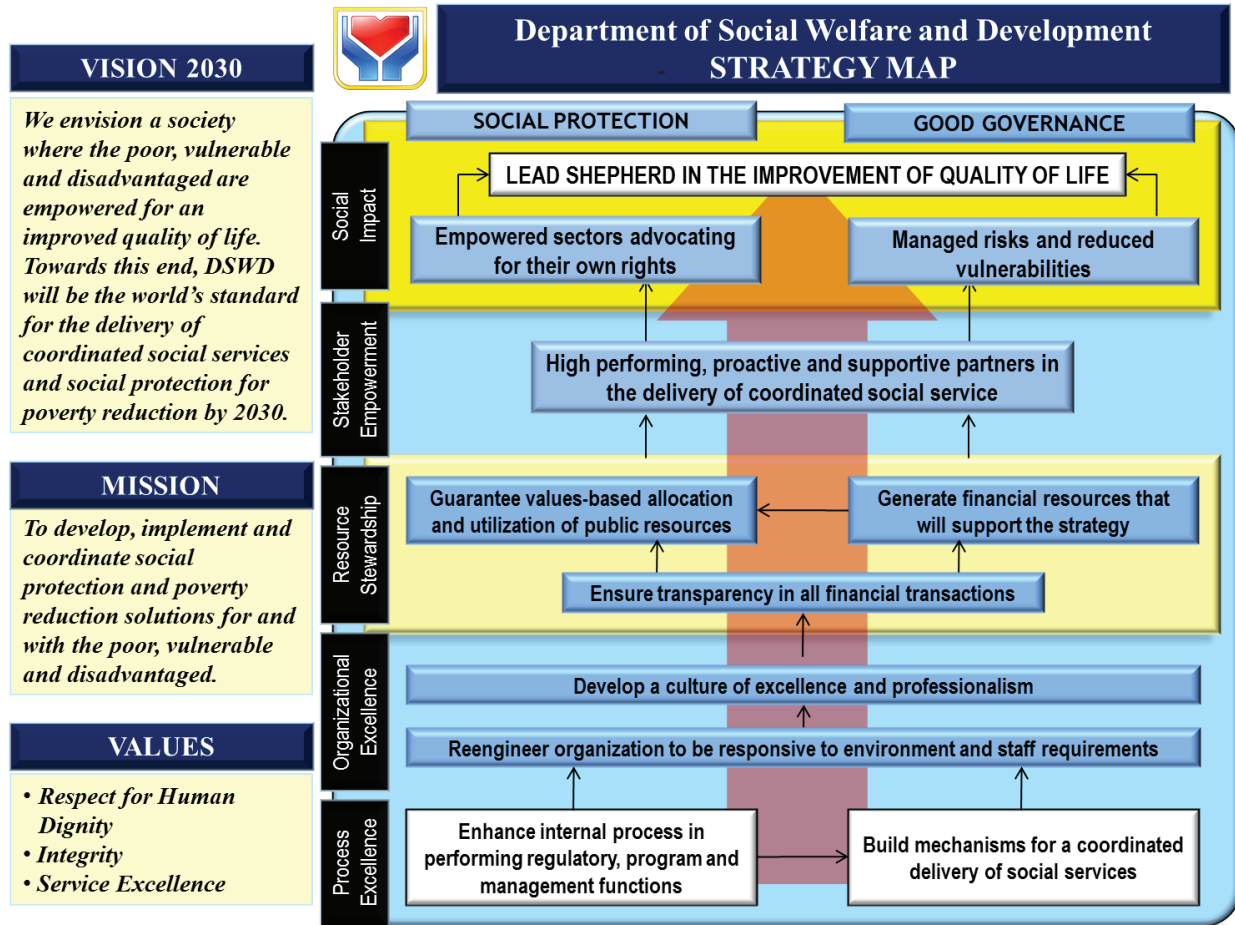 Department of Social Welfare and Development
STRATEGY MAP
VISION 2030
We envision a society
where the poor, vulnerable
and disadvantaged are
empowered for an
improved quality of life.
Towards this end, DSWD
will be the world’s standard
for the delivery of
coordinated social services
and social protection for
poverty reduction by 2030.
MISSION
To develop, implement and
coordinate social
protection and poverty
reduction solutions for and
with the poor, vulnerable
and disadvantaged.
VALUES
• Respect for Human
Dignity
• Integrity
• Service Excellence
SOCIAL PROTECTION
GOOD GOVERNANCE
Social
Impact
LEAD SHEPHERD IN THE IMPROVEMENT OF QUALITY OF LIFE
Empowered sectors advocating
for their own rights
Managed risks and reduced
vulnerabilities
Stakeholder
Empowerment
High performing, proactive and supportive partners in
the delivery of coordinated social service
Resource
Stewardship
Guarantee values-based allocation
and utilization of public resources
Generate financial resources that
will support the strategy
Ensure transparency in all financial transactions
Organizational
Excellence
Develop a culture of excellence and professionalism
Reengineer organization to be responsive to environment and staff requirements
Process
Excellence
Enhance internal process in
performing regulatory, program and
management functions
Build mechanisms for a coordinated
delivery of social services